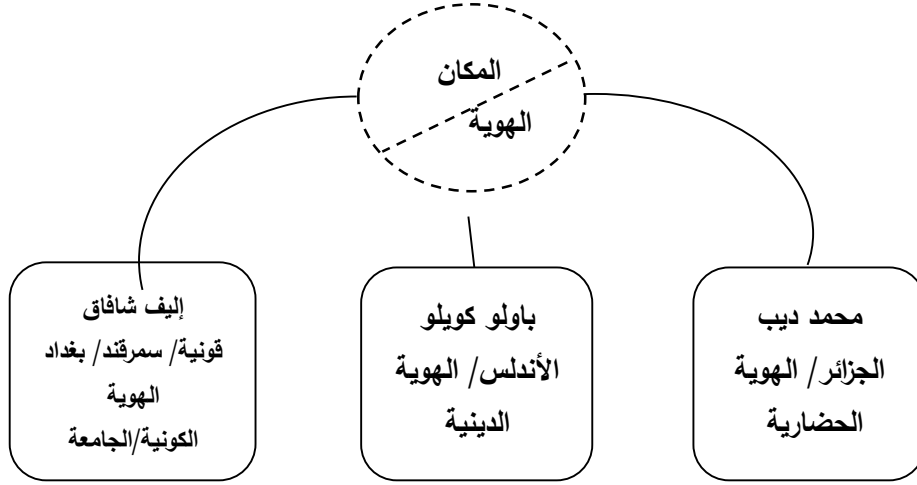 المكان
الهوية
محمد ديب
الجزائر/ الهوية
الحضارية
باولو كويلو
الأندلس/ الهوية
الدينية
إليف شافاق
قونية/ سمرقند/ بغداد
الهوية
الكونية/الجامعة